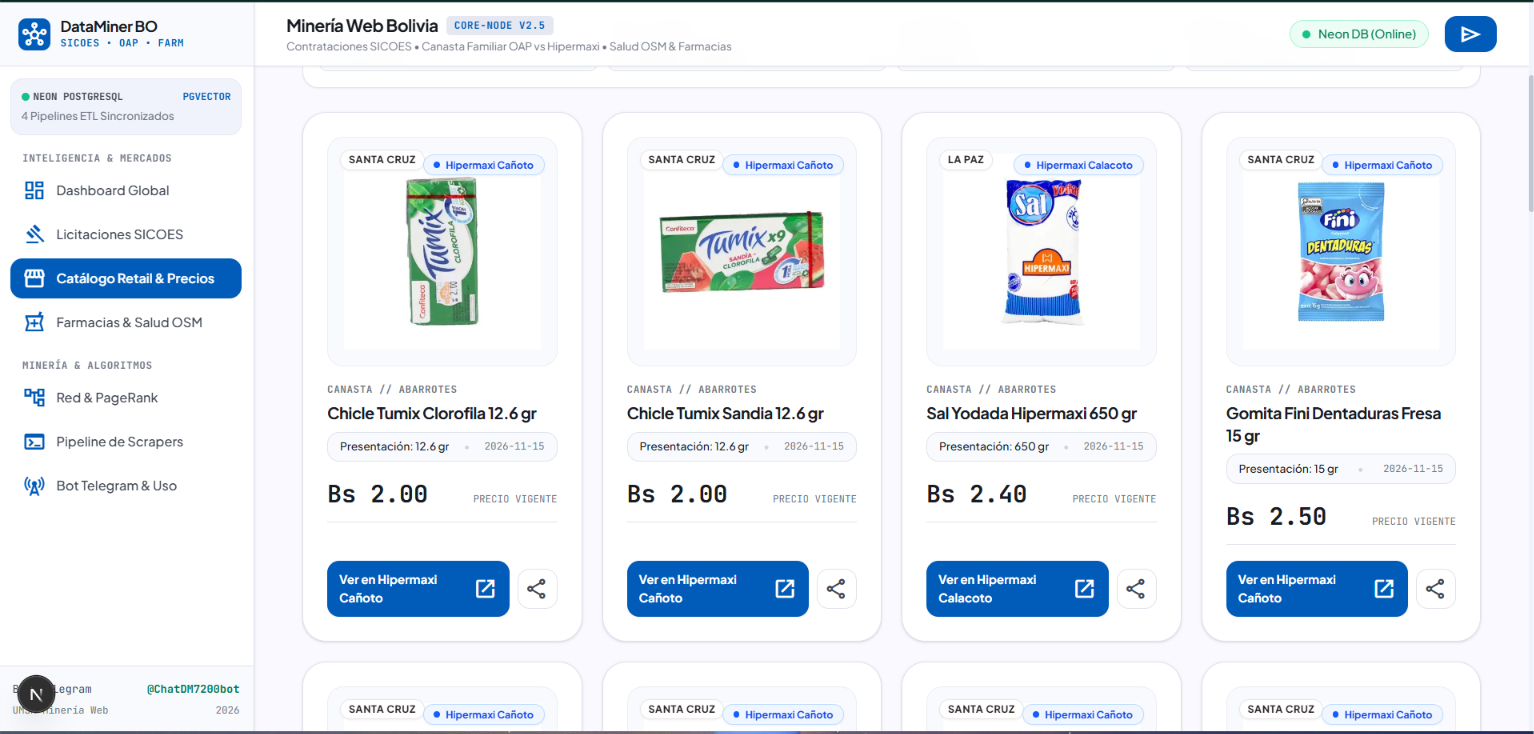 DataMiner BO
SICOES • OAP • FARM
Minería Web Bolivia CORE-NODE V2.5
Contrataciones SICOES • Canasta Familiar OAP vs Hipermaxi • Salud OSM & Farmacias
Neon DB (Online)
NEON POSTGRESQL PGVECTOR
4 Pipelines ETL Sincronizados
INTELIGENCIA & MERCADOS
Dashboard Global
Licitaciones SICOES
Catálogo Retail & Precios
Farmacias & Salud OSM
MINERÍA & ALGORITMOS
Red & PageRank
Pipeline de Scrapers
Bot Telegram & Uso
@ChatDM7200bot
Minería Web 2026
N
SANTA CRUZ
Hipermaxi Cañoto
Tumix
CLOROFILA
Confiteco
2.00
CANASTA // ABARROTES
Chicle Tumix Clorofila 12.6 gr
Presentación: 12.6 gr • 2026-11-15
Bs 2.00 PRECIO VIGENTE
Ver en Hipermaxi
Cañoto
SANTA CRUZ
Hipermaxi Cañoto
Confiteco
Tumix x9
SANDÍA -
CLOROFILA
CANASTA // ABARROTES
Chicle Tumix Sandia 12.6 gr
Presentación: 12.6 gr • 2026-11-15
Bs 2.00 PRECIO VIGENTE
Ver en Hipermaxi
Cañoto
LA PAZ
Hipermaxi Calacoto
Sal Yodada
HIPERMAXI
CANASTA // ABARROTES
Sal Yodada Hipermaxi 650 gr
Presentación: 650 gr • 2026-11-15
Bs 2.40 PRECIO VIGENTE
Ver en Hipermaxi
Calacoto
SANTA CRUZ
Hipermaxi Cañoto
Fini
DENTADURAS
CANASTA // ABARROTES
Gomita Fini Dentaduras Fresa
15 gr
Presentación: 15 gr • 2026-11-15
Bs 2.50 PRECIO VIGENTE
Ver en Hipermaxi
Cañoto
SANTA CRUZ
Hipermaxi Cañoto
SANTA CRUZ
Hipermaxi Cañoto
SANTA CRUZ
Hipermaxi Cañoto
SANTA CRUZ
Hipermaxi Cañoto